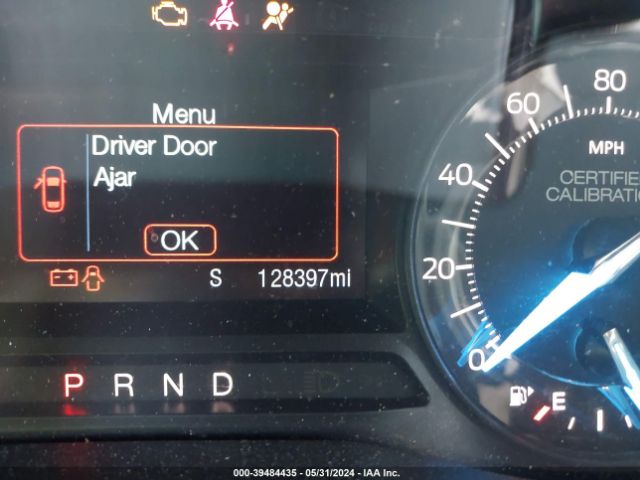 Menu
Driver Door
Ajar
OK
S 128397mi
P R N D
80
60
MPH
40
CERTIFIE
CALIBRATIO
20
0
E
000-39484435 - 05/31/2024 - IAA Inc.